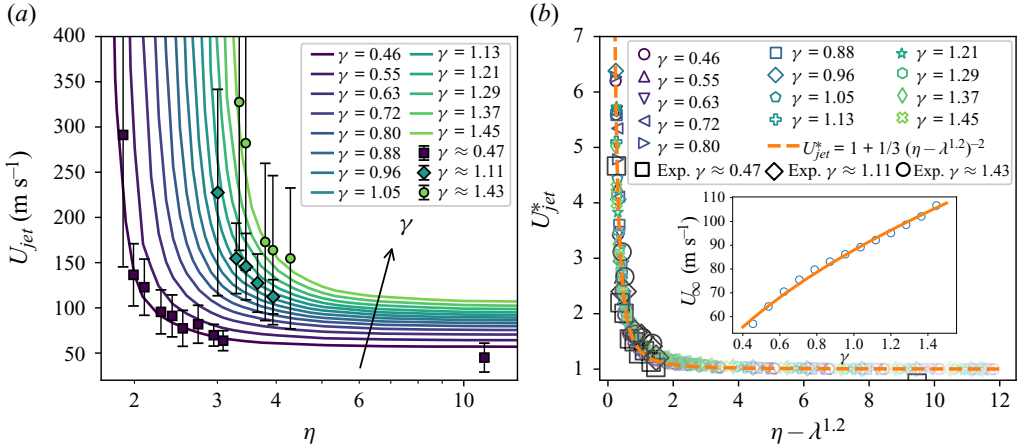 (a)
400
350
300
250
200
150
100
50
U_jet (m s⁻¹)
γ = 0.46
γ = 0.55
γ = 0.63
γ = 0.72
γ = 0.80
γ = 0.88
γ = 0.96
γ = 1.05
γ = 1.13
γ = 1.21
γ = 1.29
γ = 1.37
γ = 1.45
γ ≈ 0.47
γ ≈ 1.11
γ ≈ 1.43
γ
2
3
4
6
10
η
(b)
7
6
5
4
3
2
1
U*_jet
γ = 0.46
γ = 0.55
γ = 0.63
γ = 0.72
γ = 0.80
γ = 0.88
γ = 0.96
γ = 1.05
γ = 1.13
γ = 1.21
γ = 1.29
γ = 1.37
γ = 1.45
U*_jet = 1 + 1/3 (η – λ^1.2)^–2
Exp. γ ≈ 0.47
Exp. γ ≈ 1.11
Exp. γ ≈ 1.43
110
100
90
80
70
60
U_∞ (m s⁻¹)
0.4
0.6
0.8
1.0
1.2
1.4
γ
0
2
4
6
8
10
12
η – λ^1.2